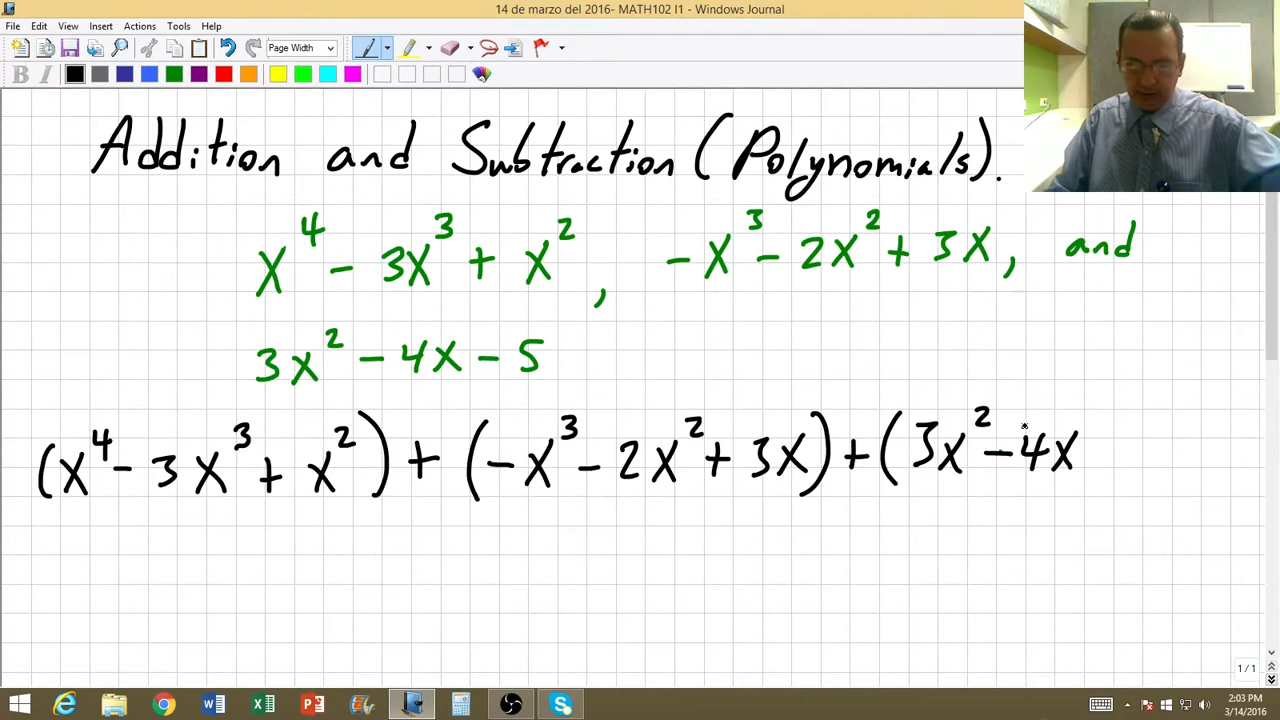 14 de marzo del 2016- MATH102 I1 - Windows Journal
File Edit View Insert Actions Tools Help
Page Width
B I
Addition and Subtraction (Polynomials).
x⁴ - 3x³ + x², -x³ - 2x² + 3x, and
3x² - 4x - 5
(x⁴ - 3x³ + x²) + (-x³ - 2x² + 3x) + (3x² - 4x
1 / 1
2:03 PM
3/14/2016